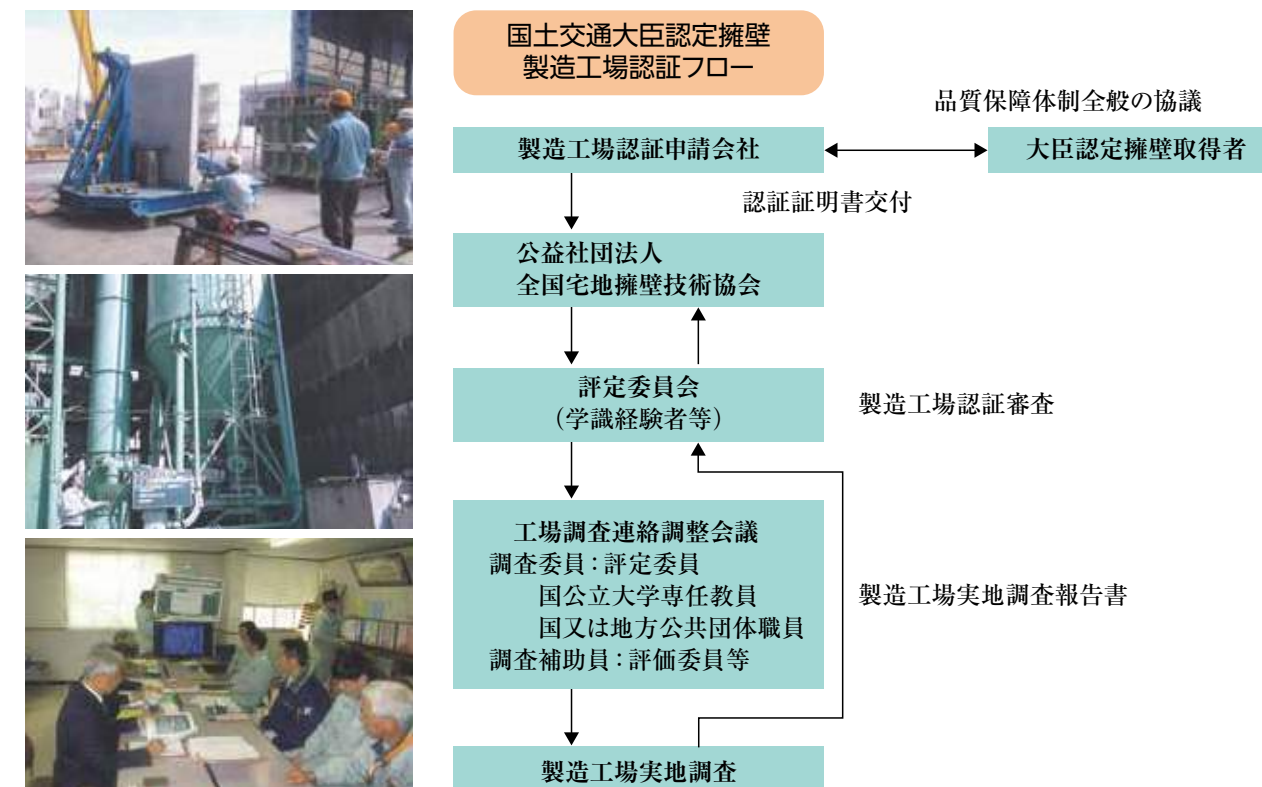 国土交通大臣認定擁壁
製造工場認証フロー
品質保障体制全般の協議
製造工場認証申請会社
大臣認定擁壁取得者
認証証明書交付
公益社団法人
全国宅地擁壁技術協会
評定委員会
（学識経験者等）
製造工場認証審査
工場調査連絡調整会議
調査委員：評定委員
国公立大学専任教員
国又は地方公共団体職員
調査補助員：評価委員等
製造工場実地調査報告書
製造工場実地調査